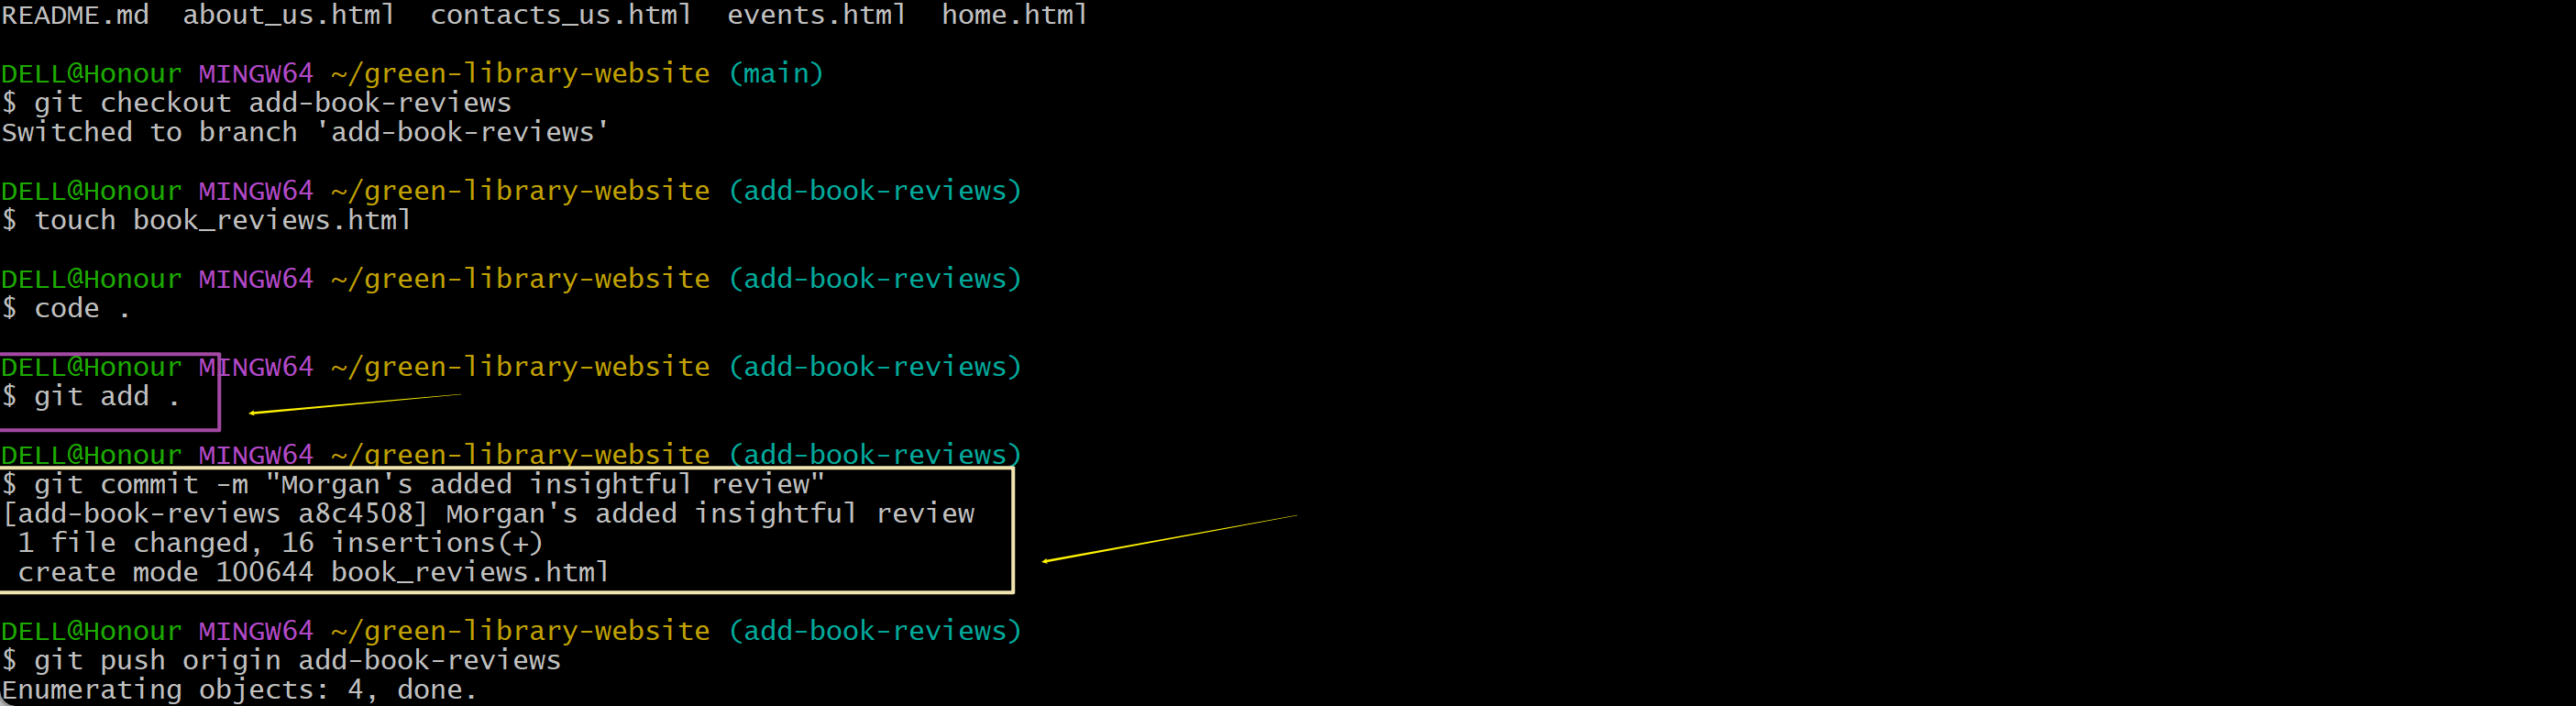 README.md  about_us.html  contacts_us.html  events.html  home.html
DELL@Honour MINGW64 ~/green-library-website (main)
$ git checkout add-book-reviews
Switched to branch 'add-book-reviews'
DELL@Honour MINGW64 ~/green-library-website (add-book-reviews)
$ touch book_reviews.html
DELL@Honour MINGW64 ~/green-library-website (add-book-reviews)
$ code .
DELL@Honour MINGW64 ~/green-library-website (add-book-reviews)
$ git add .
DELL@Honour MINGW64 ~/green-library-website (add-book-reviews)
$ git commit -m "Morgan's added insightful review"
[add-book-reviews a8c4508] Morgan's added insightful review
 1 file changed, 16 insertions(+)
 create mode 100644 book_reviews.html
DELL@Honour MINGW64 ~/green-library-website (add-book-reviews)
$ git push origin add-book-reviews
Enumerating objects: 4, done.